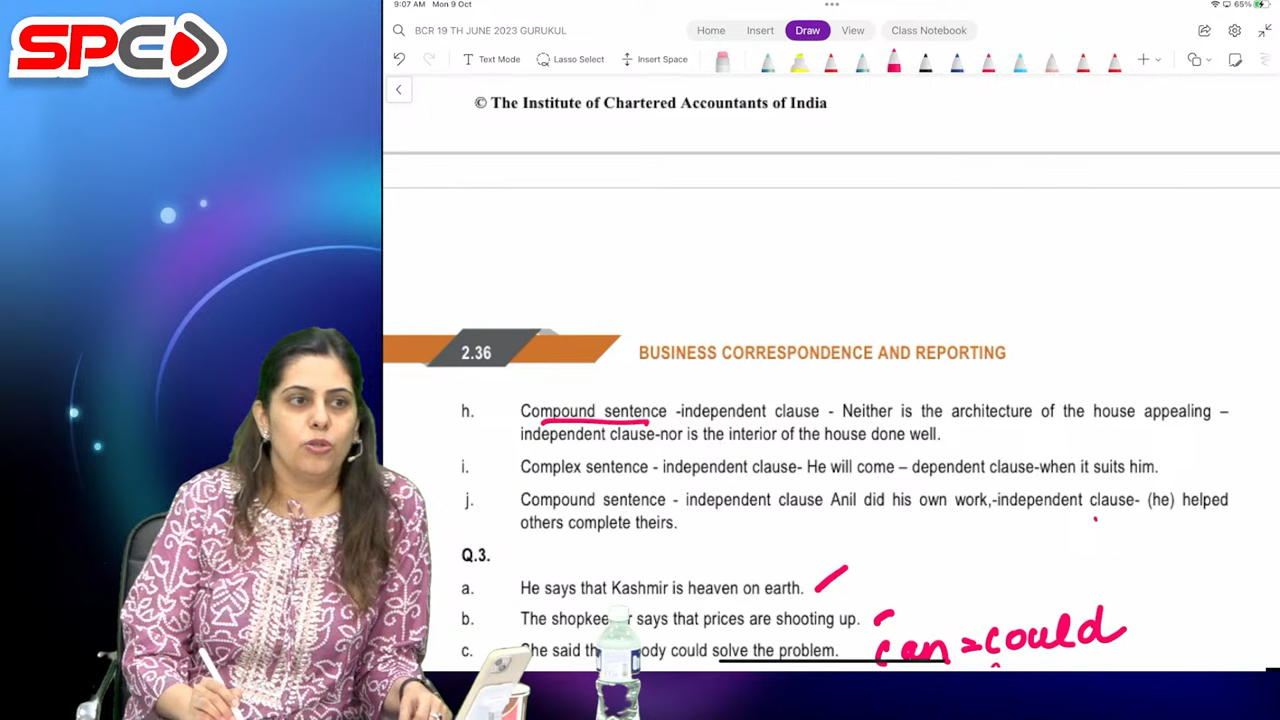 9:07 AM Mon 9 Oct
65%
SPC
BCR 19 TH JUNE 2023 GURUKUL
Home Insert Draw View Class Notebook
Text Mode Lasso Select Insert Space
© The Institute of Chartered Accountants of India
2.36 BUSINESS CORRESPONDENCE AND REPORTING
h. Compound sentence -independent clause - Neither is the architecture of the house appealing –
independent clause-nor is the interior of the house done well.
i. Complex sentence - independent clause- He will come – dependent clause-when it suits him.
j. Compound sentence - independent clause Anil did his own work,-independent clause- (he) helped
others complete theirs.
Q.3.
a. He says that Kashmir is heaven on earth.
b. The says that prices are shooting up.
c. She said could solve the problem.
can = could